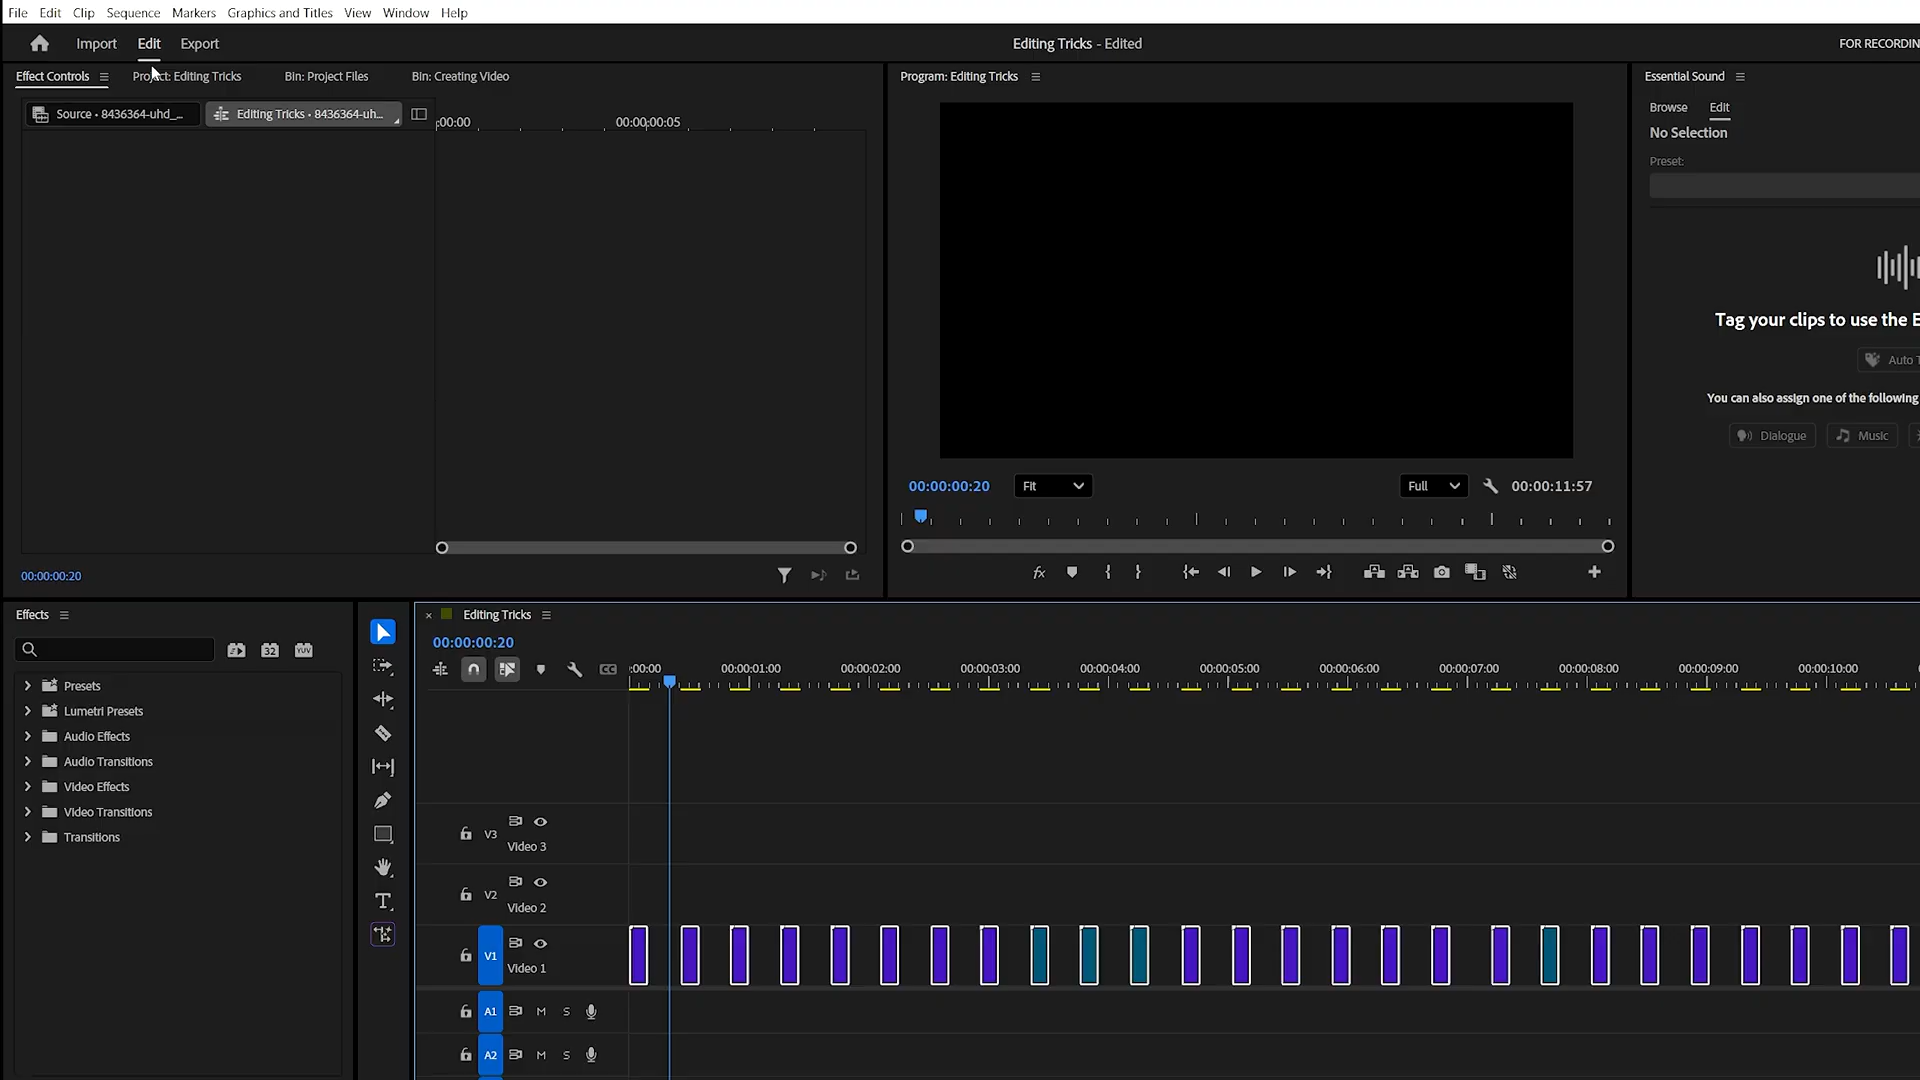 File Edit Clip Sequence Markers Graphics and Titles View Window Help
Import Edit Export
Editing Tricks - Edited
FOR RECORDIN
Effect Controls
Project: Editing Tricks
Bin: Project Files
Bin: Creating Video
Source • 8436364-uhd_...
Editing Tricks • 8436364-uh...
:00:00
00:00:00:05
00:00:00:20
Program: Editing Tricks
00:00:00:20
Fit
Full
00:00:11:57
Essential Sound
Browse Edit
No Selection
Preset:
Tag your clips to use the E
Auto T
You can also assign one of the following
Dialogue
Music
Effects
32
YUV
Presets
Lumetri Presets
Audio Effects
Audio Transitions
Video Effects
Video Transitions
Transitions
Editing Tricks
00:00:00:20
CC
:00:00 00:00:01:00 00:00:02:00 00:00:03:00 00:00:04:00 00:00:05:00 00:00:06:00 00:00:07:00 00:00:08:00 00:00:09:00 00:00:10:00
V3
Video 3
V2
Video 2
V1
Video 1
A1 M S
A2 M S